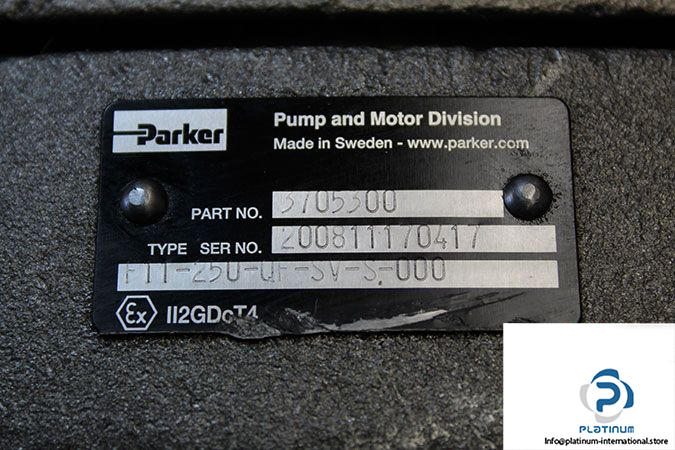 Parker
Pump and Motor Division
Made in Sweden - www.parker.com
PART NO. 3705300
TYPE SER NO. 200811170417
F11-250-QF-SV-S-000
Ex II2GDcT4
PLATINUM
Info@platinum-international.store